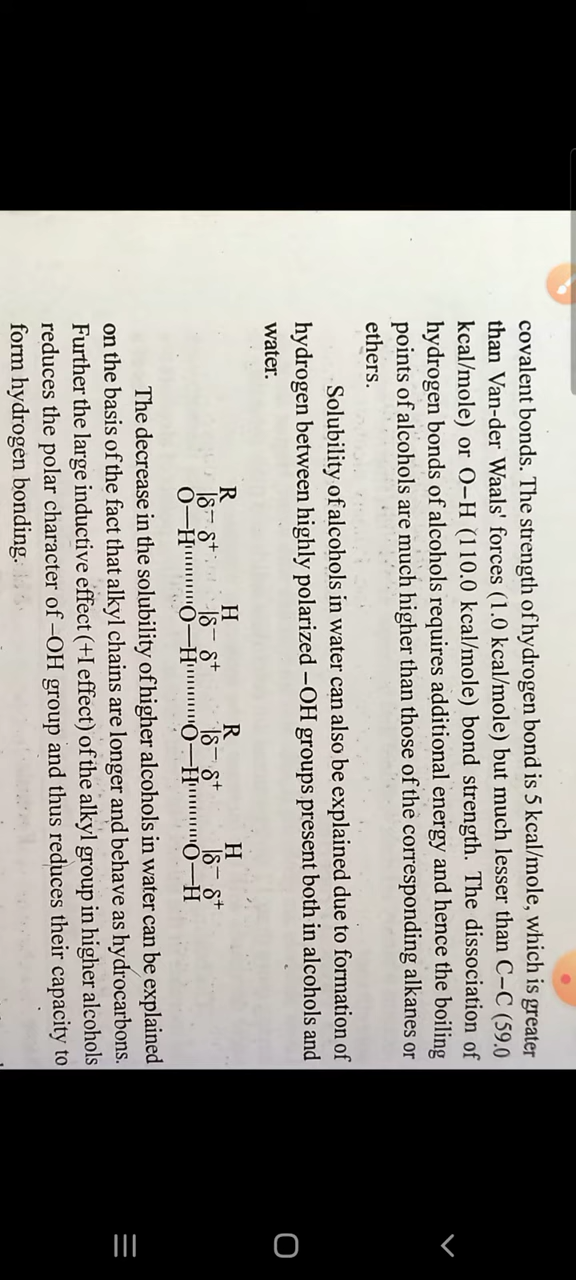 covalent bonds. The strength of hydrogen bond is 5 kcal/mole, which is greater
than Van-der Waals' forces (1.0 kcal/mole) but much lesser than C–C (59.0
kcal/mole) or O–H (110.0 kcal/mole) bond strength. The dissociation of
hydrogen bonds of alcohols requires additional energy and hence the boiling
points of alcohols are much higher than those of the corresponding alkanes or
ethers.
Solubility of alcohols in water can also be explained due to formation of
hydrogen between highly polarized –OH groups present both in alcohols and
water.
R H R H
|δ− δ+ |δ− δ+ |δ− δ+ |δ− δ+
O—H··········O—H··········O—H··········O—H
The decrease in the solubility of higher alcohols in water can be explained
on the basis of the fact that alkyl chains are longer and behave as hydrocarbons.
Further the large inductive effect (+I effect) of the alkyl group in higher alcohols
reduces the polar character of –OH group and thus reduces their capacity to
form hydrogen bonding.